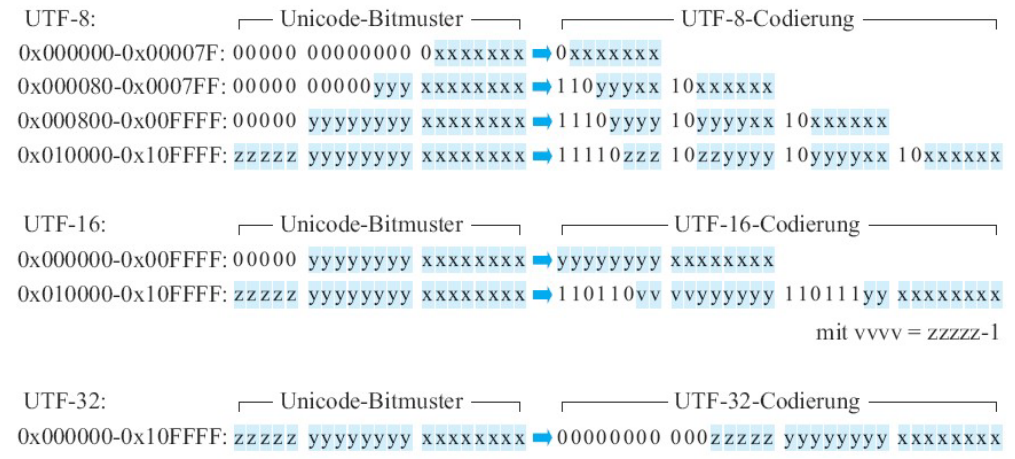 UTF-8: Unicode-Bitmuster UTF-8-Codierung
0x000000-0x00007F: 00000 00000000 0xxxxxxx ➡ 0xxxxxxx
0x000080-0x0007FF: 00000 00000yyy xxxxxxxx ➡ 110yyyxx 10xxxxxx
0x000800-0x00FFFF: 00000 yyyyyyyy xxxxxxxx ➡ 1110yyyy 10yyyyxx 10xxxxxx
0x010000-0x10FFFF: zzzzz yyyyyyyy xxxxxxxx ➡ 11110zzz 10zzyyyy 10yyyyxx 10xxxxxx
UTF-16: Unicode-Bitmuster UTF-16-Codierung
0x000000-0x00FFFF: 00000 yyyyyyyy xxxxxxxx ➡ yyyyyyyy xxxxxxxx
0x010000-0x10FFFF: zzzzz yyyyyyyy xxxxxxxx ➡ 110110vv vvyyyyyy 110111yy xxxxxxxx
mit vvvv = zzzzz-1
UTF-32: Unicode-Bitmuster UTF-32-Codierung
0x000000-0x10FFFF: zzzzz yyyyyyyy xxxxxxxx ➡ 00000000 000zzzzz yyyyyyyy xxxxxxxx